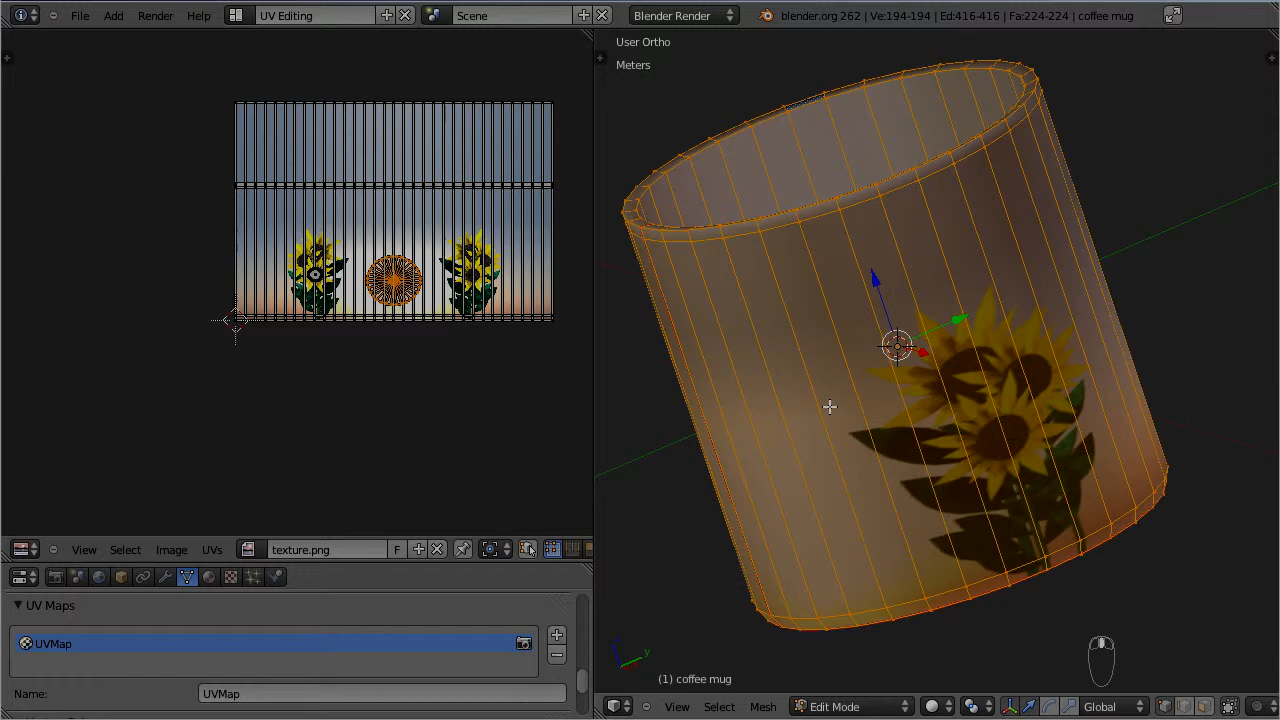 File Add Render Help UV Editing Scene Blender Render blender.org 262 | Ve:194-194 | Ed:416-416 | Fa:224-224 | coffee mug
User Ortho
Meters
View Select Image UVs texture.png F
UV Maps
UVMap
Name: UVMap
y
(1) coffee mug
View Select Mesh Edit Mode Global